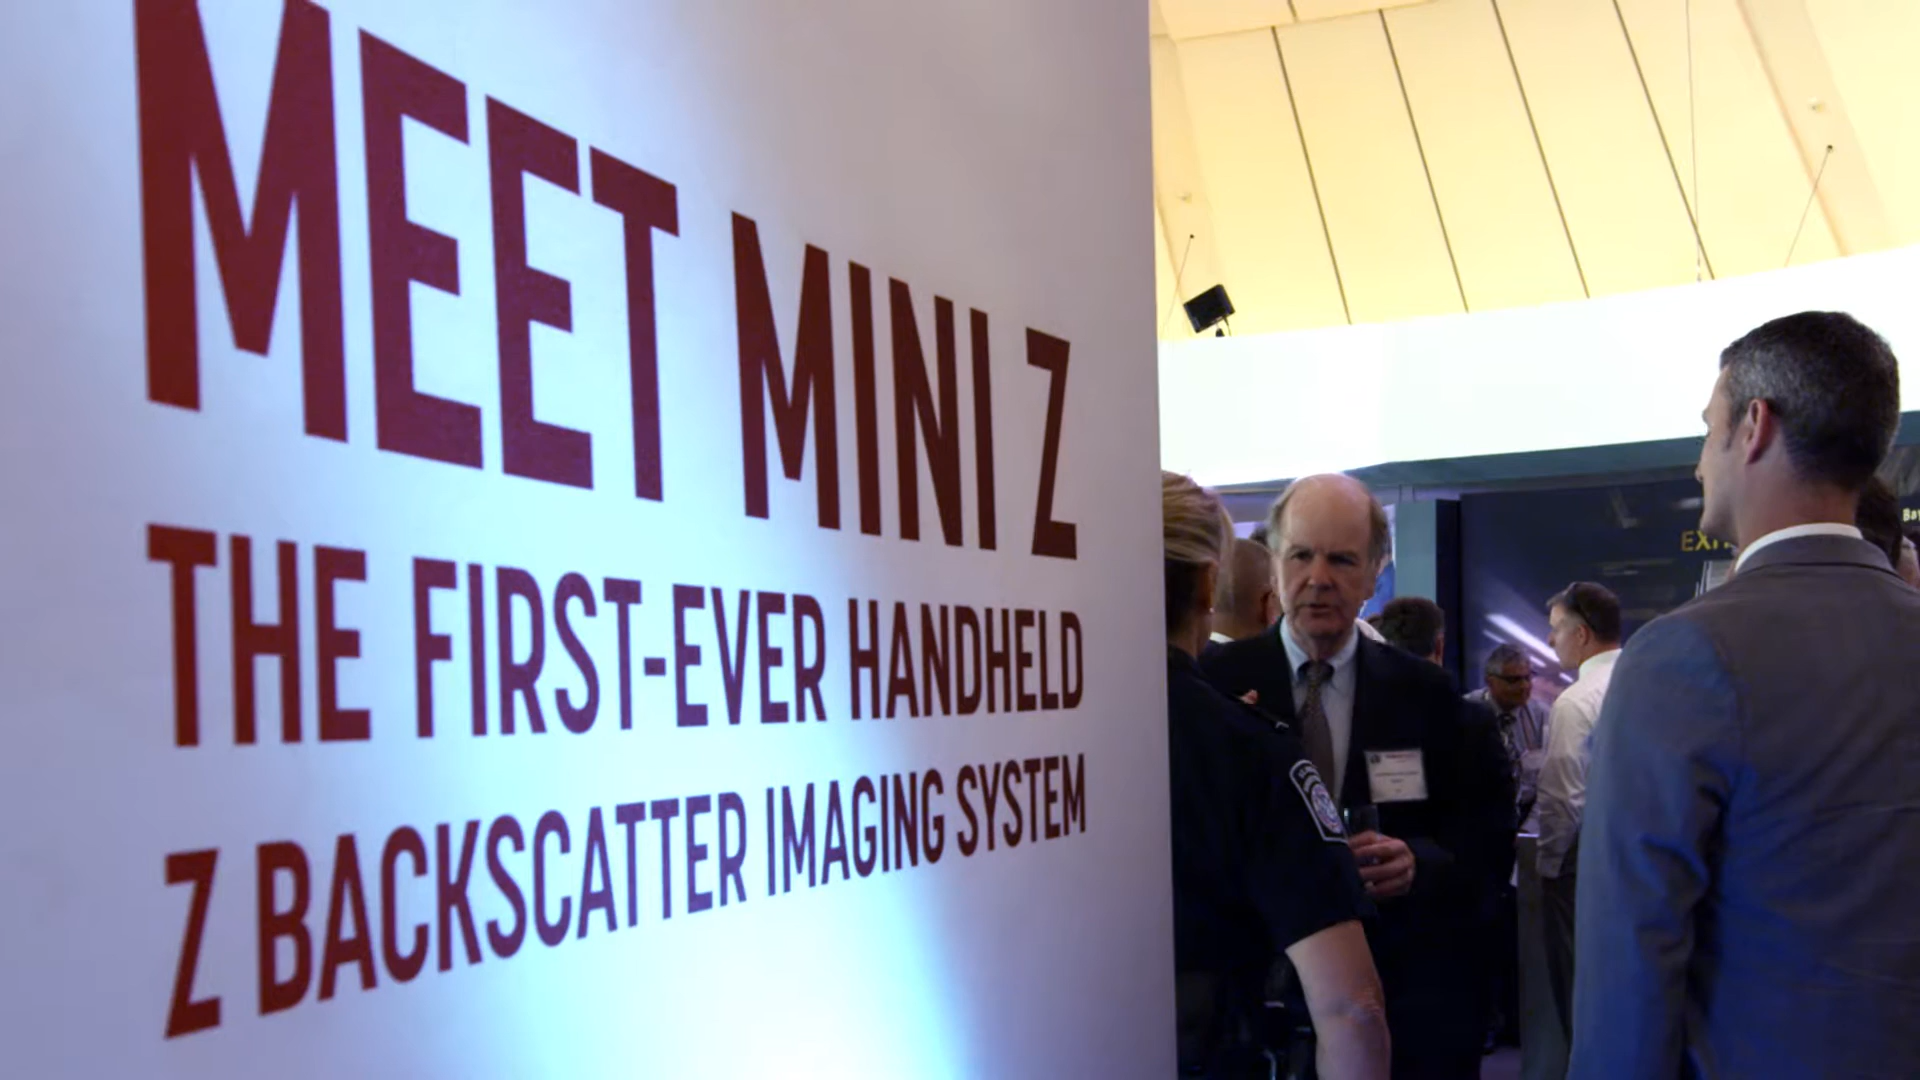 MEET MINI Z
THE FIRST-EVER HANDHELD
Z BACKSCATTER IMAGING SYSTEM